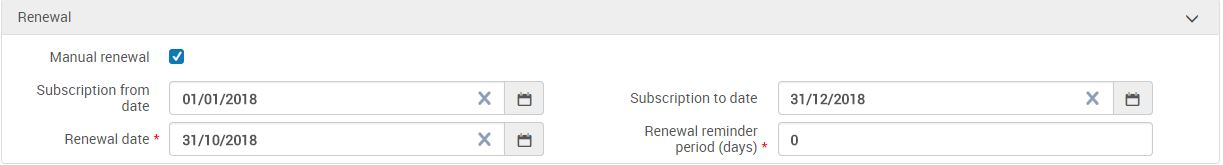 Renewal
Manual renewal
Subscription from
date
01/01/2018
Subscription to date
31/12/2018
Renewal date *
31/10/2018
Renewal reminder
period (days) *
0